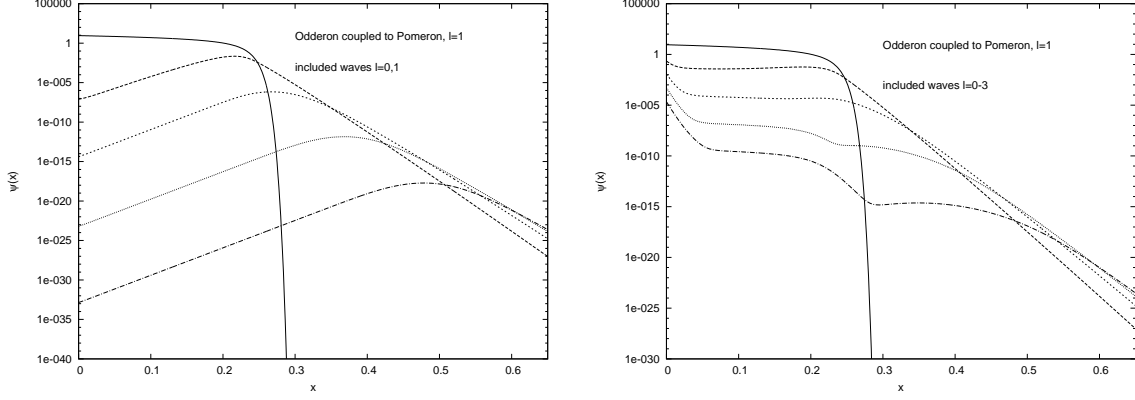 100000
1
1e-005
1e-010
1e-015
1e-020
1e-025
1e-030
1e-035
1e-040
ψ(x)
0
0.1
0.2
0.3
0.4
0.5
0.6
x
Odderon coupled to Pomeron, l=1
included waves l=0,1
100000
1
1e-005
1e-010
1e-015
1e-020
1e-025
1e-030
ψ(x)
0
0.1
0.2
0.3
0.4
0.5
0.6
x
Odderon coupled to Pomeron, l=1
included waves l=0-3